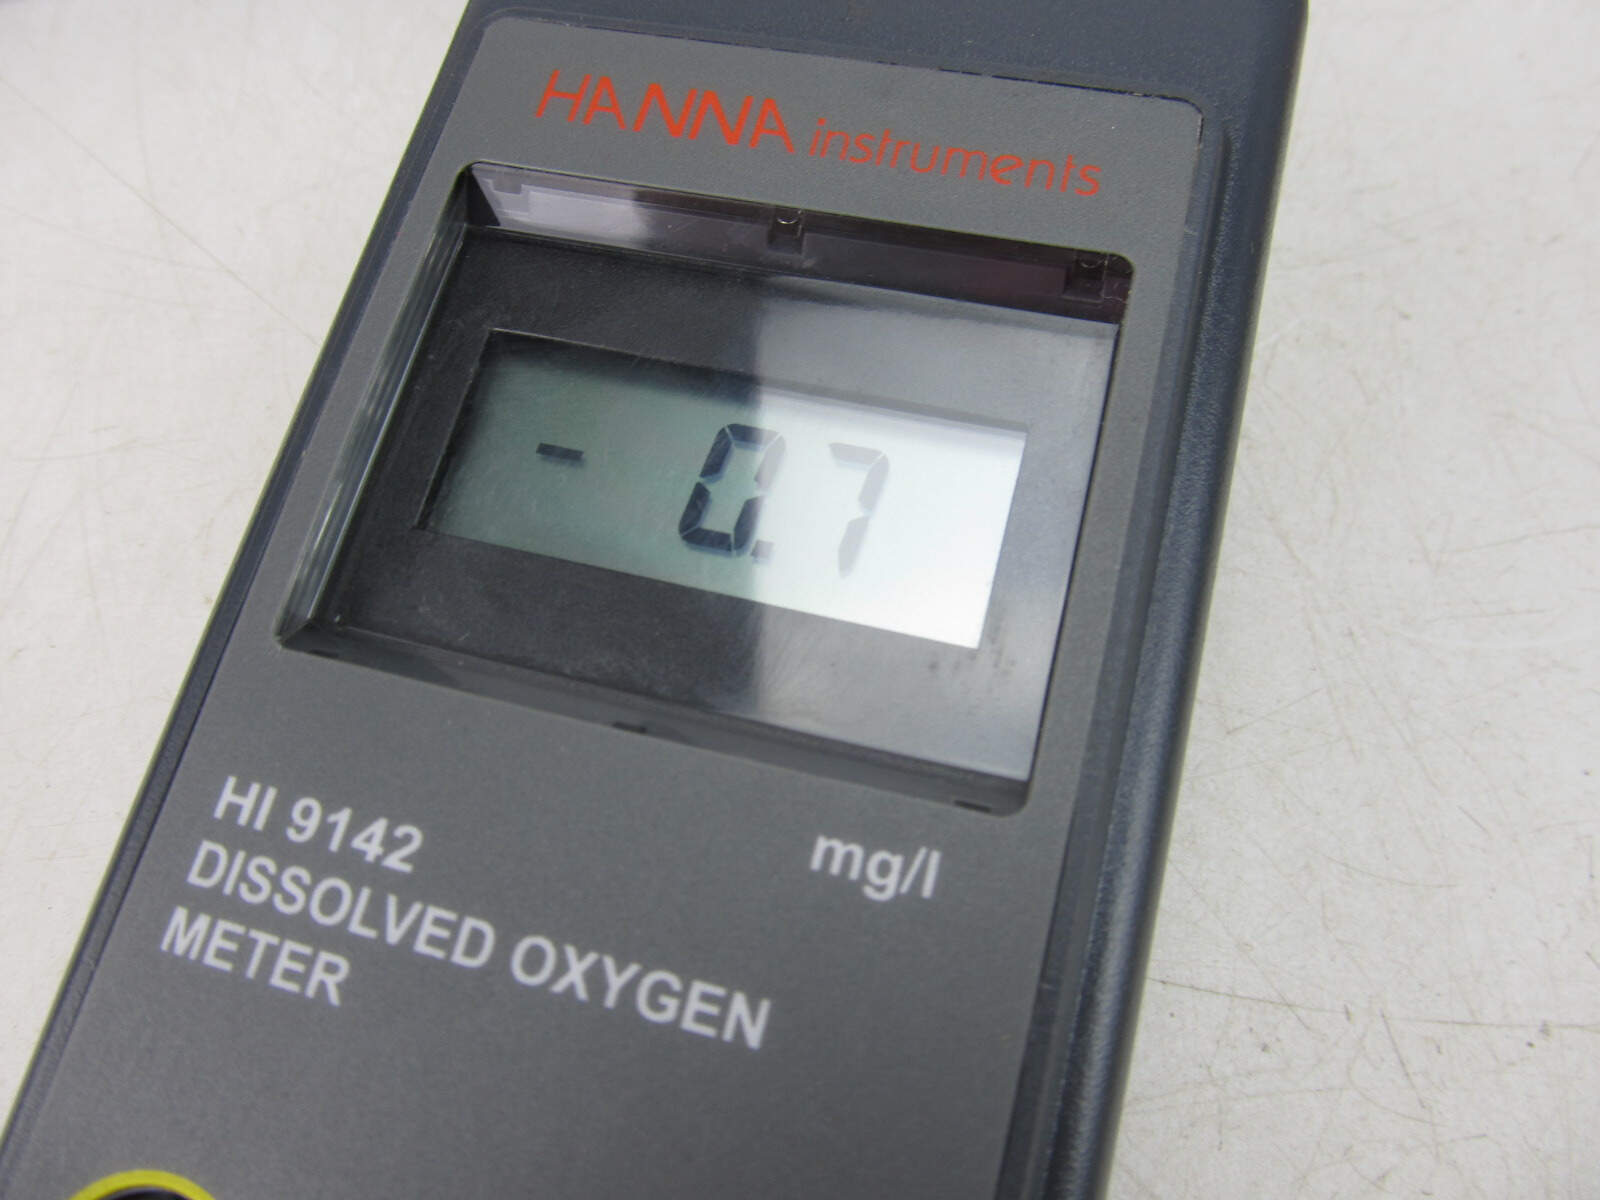 HANNA instruments
- 0.7
HI 9142
mg/l
DISSOLVED OXYGEN
METER